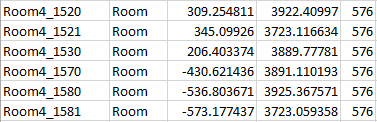 Room4_1520 Room 309.254811 3922.40997 576
Room4_1521 Room 345.09926 3723.116634 576
Room4_1530 Room 206.403374 3889.77781 576
Room4_1570 Room -430.621436 3891.110193 576
Room4_1580 Room -536.803671 3925.367571 576
Room4_1581 Room -573.177437 3723.059358 576